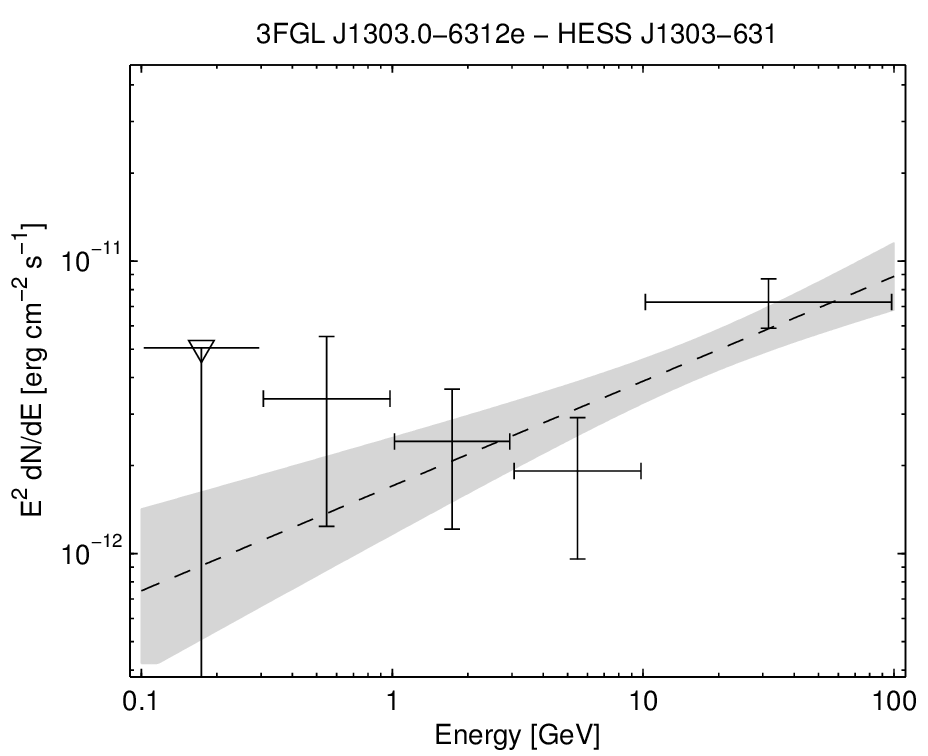 3FGL J1303.0−6312e − HESS J1303−631
E² dN/dE [erg cm⁻² s⁻¹]
10⁻¹¹
10⁻¹²
0.1 1 10 100
Energy [GeV]